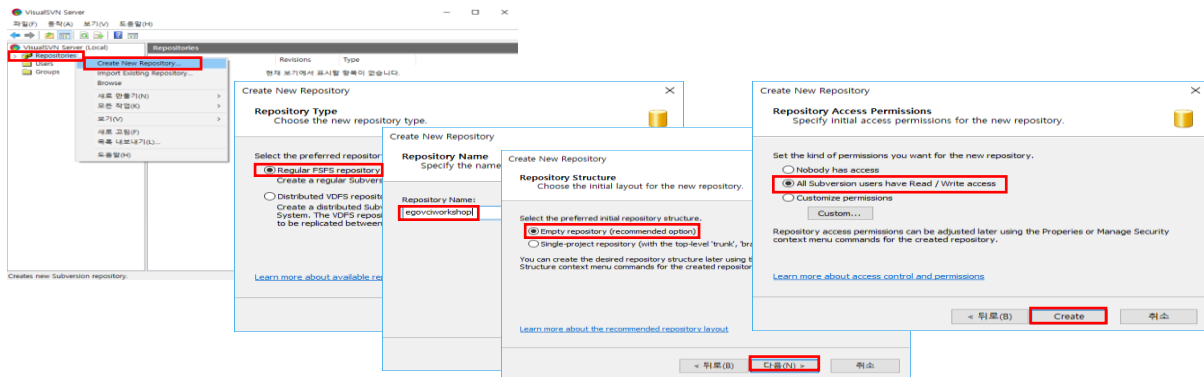 VisualSVN Server
파일(F) 동작(A) 보기(V) 도움말(H)
VisualSVN Server (Local)
Repositories
Users
Groups
Repositories
Revisions Type
현재 보기에서 표시할 항목이 없습니다.
Create New Repository...
Import Existing Repository...
Browse
새로 만들기(N) >
모든 작업(K) >
보기(V) >
새로 고침(F)
목록 내보내기(L)...
도움말(H)
Creates new Subversion repository.
Create New Repository
Repository Type
Choose the new repository type.
Select the preferred repository
Regular FSFS repository
Create a regular Subver
Distributed VDFS reposit
Create a distributed Sub
System. The VDFS repos
to be replicated between
Learn more about available re
Create New Repository
Repository Name
Specify the name
Repository Name:
egovciworkshop
Create New Repository
Repository Structure
Choose the initial layout for the new repository.
Select the preferred initial repository structure.
Empty repository (recommended option)
Single-project repository (with the top-level 'trunk', 'bra
You can create the desired repository structure later using t
Structure context menu commands for the created repositor
Learn more about the recommended repository layout
< 뒤로(B) 다음(N) > 취소
Create New Repository
Repository Access Permissions
Specify initial access permissions for the new repository.
Set the kind of permissions you want for the new repository.
Nobody has access
All Subversion users have Read / Write access
Customize permissions
Custom...
Repository access permissions can be adjusted later using the Properies or Manage Security
context menu commands for the created repository.
Learn more about access control and permissions
< 뒤로(B) Create 취소